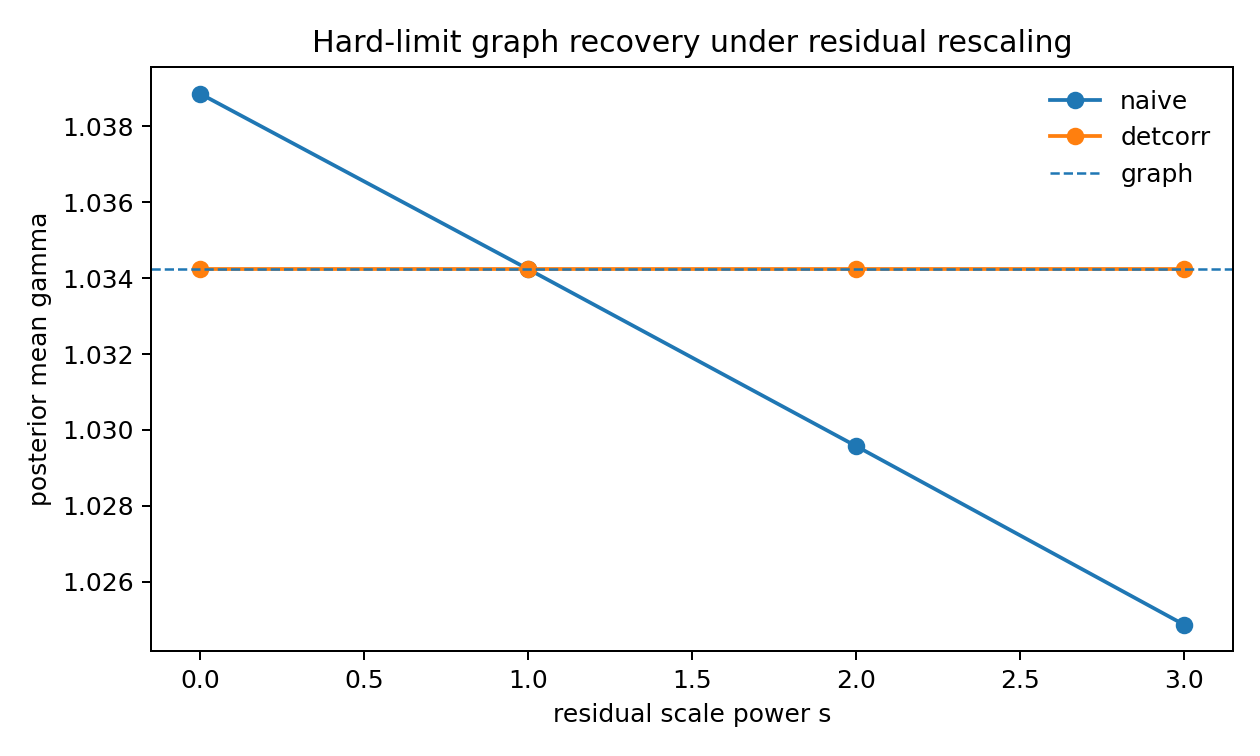 Hard-limit graph recovery under residual rescaling
naive
detcorr
graph
posterior mean gamma
1.038
1.036
1.034
1.032
1.030
1.028
1.026
0.0 0.5 1.0 1.5 2.0 2.5 3.0
residual scale power s